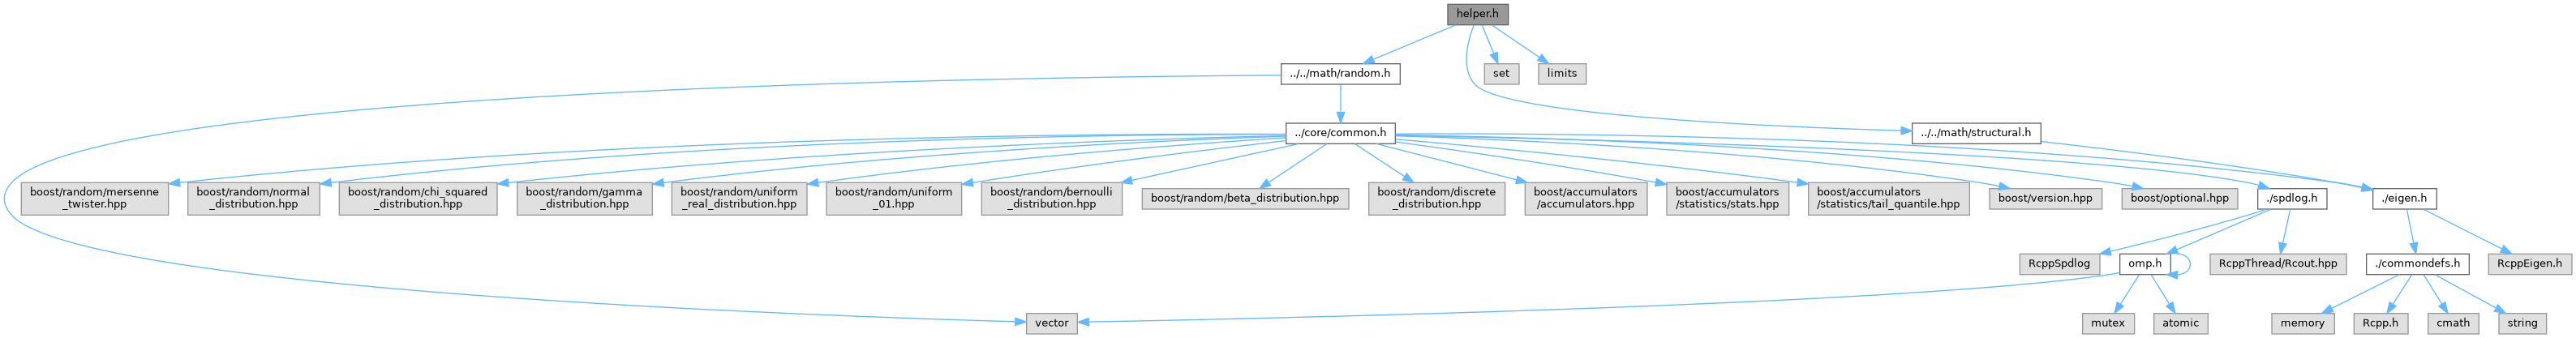 helper.h
../../math/random.h
set
limits
../core/common.h
../../math/structural.h
boost/random/mersenne
_twister.hpp
boost/random/normal
_distribution.hpp
boost/random/chi_squared
_distribution.hpp
boost/random/gamma
_distribution.hpp
boost/random/uniform
_real_distribution.hpp
boost/random/uniform
_01.hpp
boost/random/bernoulli
_distribution.hpp
boost/random/beta_distribution.hpp
boost/random/discrete
_distribution.hpp
boost/accumulators
/accumulators.hpp
boost/accumulators
/statistics/stats.hpp
boost/accumulators
/statistics/tail_quantile.hpp
boost/version.hpp
boost/optional.hpp
./spdlog.h
./eigen.h
RcppSpdlog
omp.h
RcppThread/Rcout.hpp
./commondefs.h
RcppEigen.h
vector
mutex
atomic
memory
Rcpp.h
cmath
string